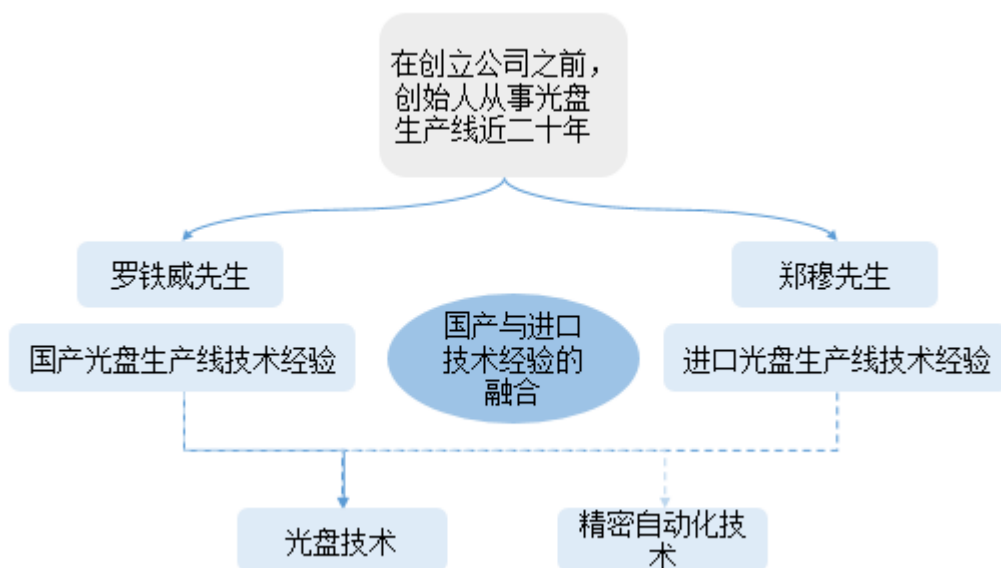 在创立公司之前，
创始人从事光盘
生产线近二十年
罗铁威先生
郑穆先生
国产光盘生产线技术经验
国产与进口
技术经验的
融合
进口光盘生产线技术经验
光盘技术
精密自动化技
术